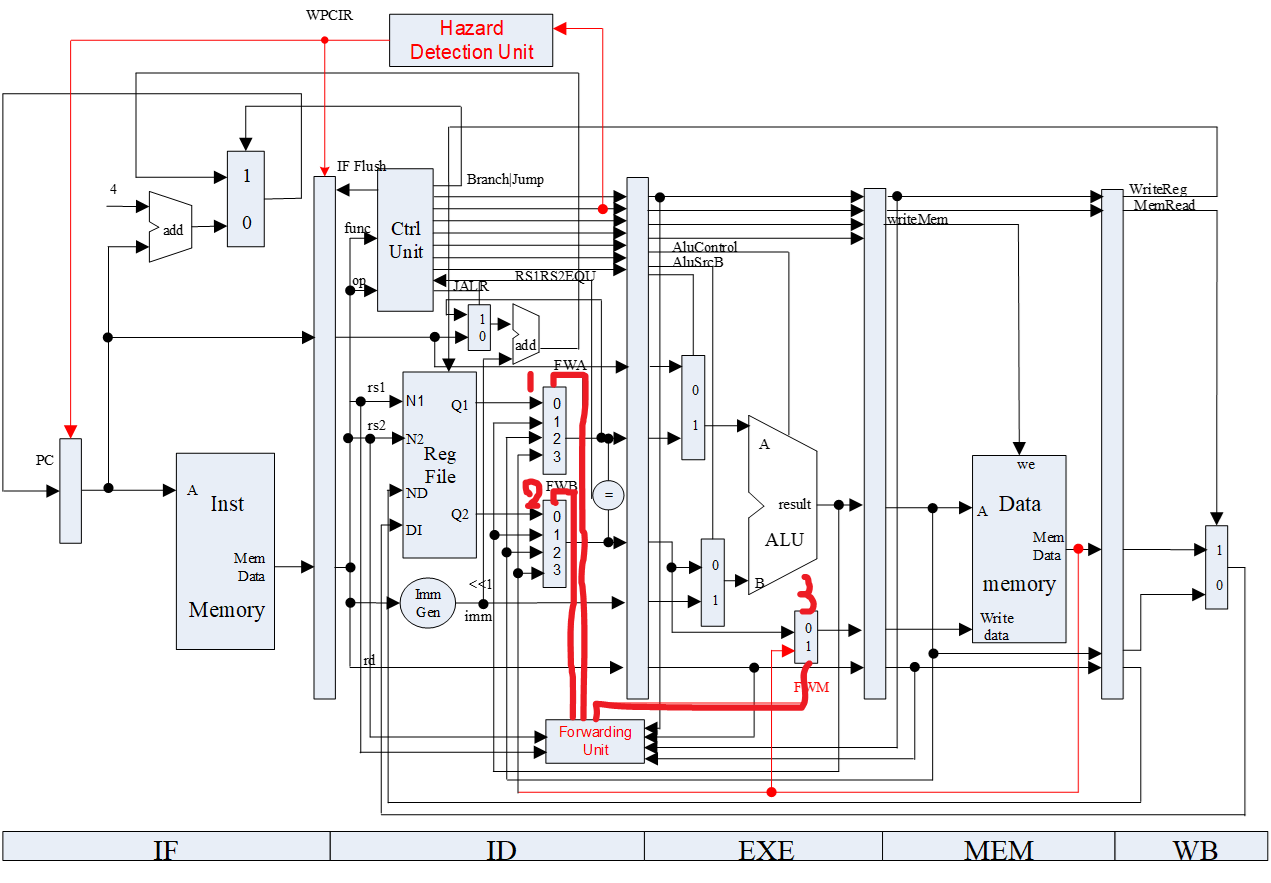 WPCIR
Hazard
Detection Unit
IF Flush
Branch|Jump
1
0
4
add
func
Ctrl
Unit
op
RS1RS2EQU
JALR
1
0
add
WriteReg
MemRead
writeMem
AluControl
AluSrcB
FWA
1
rs1
N1
Q1
0
1
2
3
rs2
N2
Reg
File
ND
Q2
DI
2
FWB
0
1
2
3
=
PC
A
Inst
Mem
Data
Memory
Imm
Gen
<<1
imm
rd
0
1
A
result
ALU
B
0
1
3
0
1
FWM
we
A
Data
Mem
Data
memory
Write
data
1
0
Forwarding
Unit
IF
ID
EXE
MEM
WB